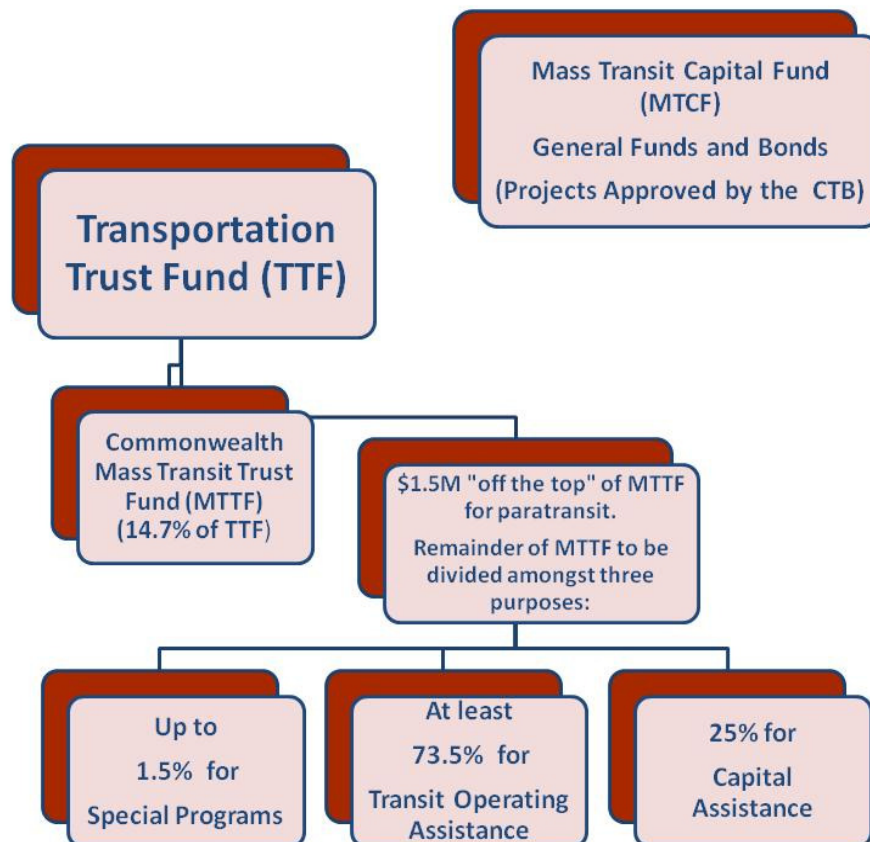 Mass Transit Capital Fund
(MTCF)
General Funds and Bonds
(Projects Approved by the CTB)
Transportation
Trust Fund (TTF)
Commonwealth
Mass Transit Trust
Fund (MTTF)
(14.7% of TTF)
$1.5M "off the top" of MTTF
for paratransit.
Remainder of MTTF to be
divided amongst three
purposes:
Up to
1.5% for
Special Programs
At least
73.5% for
Transit Operating
Assistance
25% for
Capital
Assistance